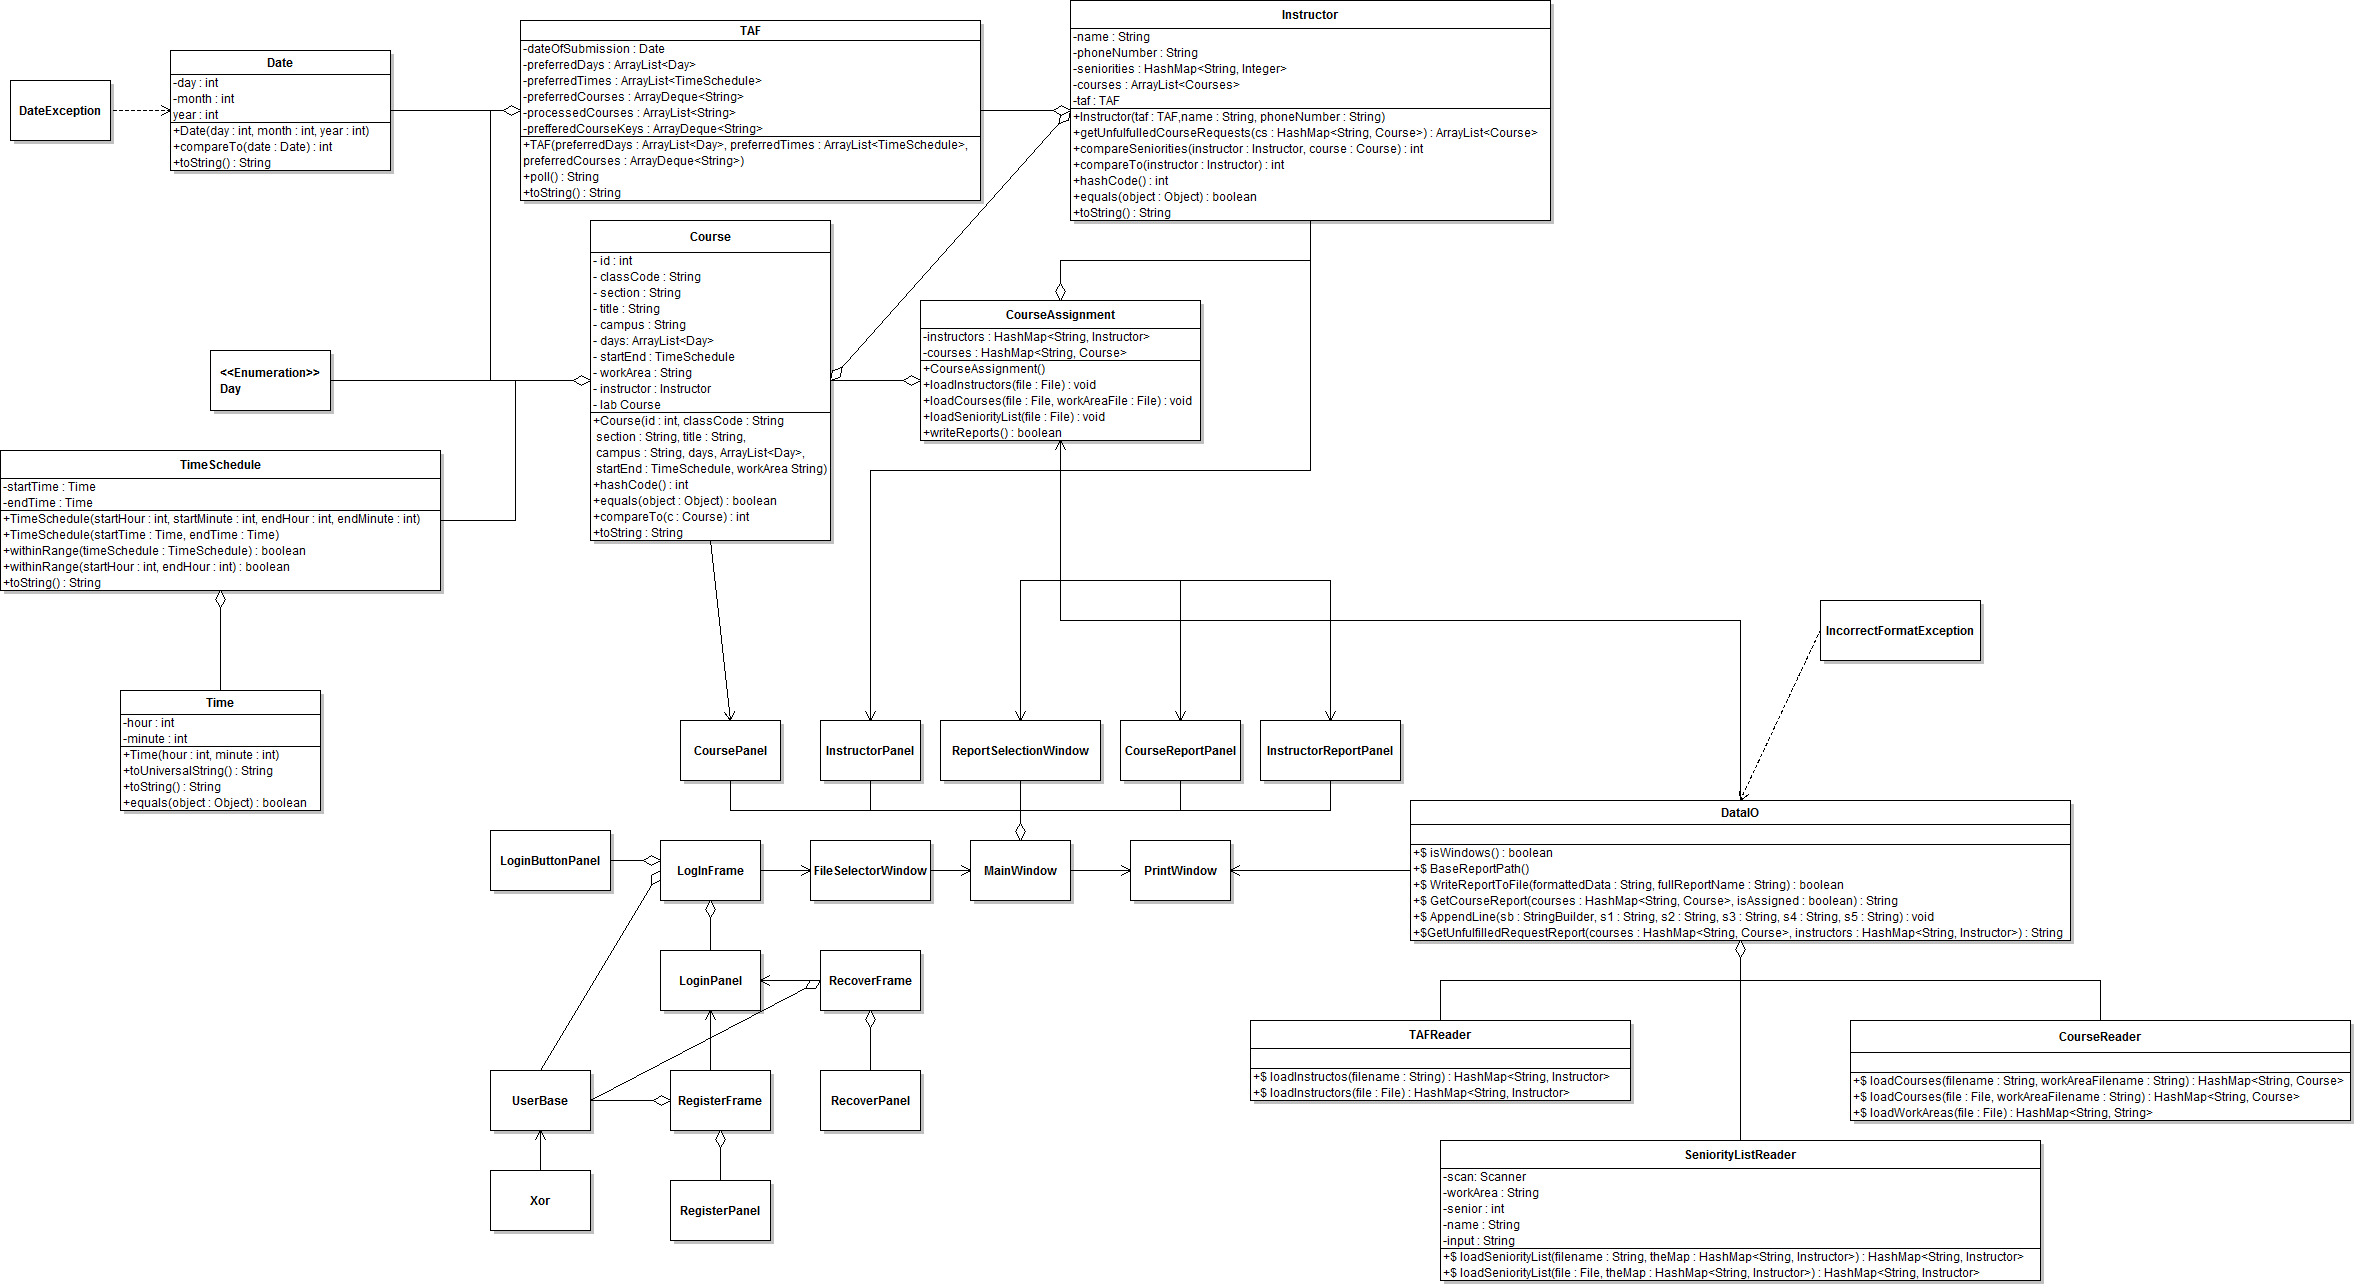 DateException
Date
-day : int
-month : int
year : int
+Date(day : int, month : int, year : int)
+compareTo(date : Date) : int
+toString() : String
TAF
-dateOfSubmission : Date
-preferredDays : ArrayList<Day>
-preferredTimes : ArrayList<TimeSchedule>
-preferredCourses : ArrayDeque<String>
-processedCourses : ArrayList<String>
-prefferedCourseKeys : ArrayDeque<String>
+TAF(preferredDays : ArrayList<Day>, preferredTimes : ArrayList<TimeSchedule>,
preferredCourses : ArrayDeque<String>)
+poll() : String
+toString() : String
Instructor
-name : String
-phoneNumber : String
-seniorities : HashMap<String, Integer>
-courses : ArrayList<Courses>
-taf : TAF
+Instructor(taf : TAF,name : String, phoneNumber : String)
+getUnfulfulledCourseRequests(cs : HashMap<String, Course>) : ArrayList<Course>
+compareSeniorities(instructor : Instructor, course : Course) : int
+compareTo(instructor : Instructor) : int
+hashCode() : int
+equals(object : Object) : boolean
+toString() : String
Course
- id : int
- classCode : String
- section : String
- title : String
- campus : String
- days: ArrayList<Day>
- startEnd : TimeSchedule
- workArea : String
- instructor : Instructor
- lab Course
+Course(id : int, classCode : String
section : String, title : String,
campus : String, days, ArrayList<Day>,
startEnd : TimeSchedule, workArea String)
+hashCode() : int
+equals(object : Object) : boolean
+compareTo(c : Course) : int
+toString : String
CourseAssignment
-instructors : HashMap<String, Instructor>
-courses : HashMap<String, Course>
+CourseAssignment()
+loadInstructors(file : File) : void
+loadCourses(file : File, workAreaFile : File) : void
+loadSeniorityList(file : File) : void
+writeReports() : boolean
<<Enumeration>>
Day
TimeSchedule
-startTime : Time
-endTime : Time
+TimeSchedule(startHour : int, startMinute : int, endHour : int, endMinute : int)
+TimeSchedule(startTime : Time, endTime : Time)
+withinRange(timeSchedule : TimeSchedule) : boolean
+withinRange(startHour : int, endHour : int) : boolean
+toString() : String
Time
-hour : int
-minute : int
+Time(hour : int, minute : int)
+toUniversalString() : String
+toString() : String
+equals(object : Object) : boolean
IncorrectFormatException
CoursePanel
InstructorPanel
ReportSelectionWindow
CourseReportPanel
InstructorReportPanel
LoginButtonPanel
LogInFrame
FileSelectorWindow
MainWindow
PrintWindow
DataIO
+$ isWindows() : boolean
+$ BaseReportPath()
+$ WriteReportToFile(formattedData : String, fullReportName : String) : boolean
+$ GetCourseReport(courses : HashMap<String, Course>, isAssigned : boolean) : String
+$ AppendLine(sb : StringBuilder, s1 : String, s2 : String, s3 : String, s4 : String, s5 : String) : void
+$GetUnfulfilledRequestReport(courses : HashMap<String, Course>, instructors : HashMap<String, Instructor>) : String
LoginPanel
RecoverFrame
UserBase
RegisterFrame
RecoverPanel
Xor
RegisterPanel
TAFReader
+$ loadInstructos(filename : String) : HashMap<String, Instructor>
+$ loadInstructors(file : File) : HashMap<String, Instructor>
CourseReader
+$ loadCourses(filename : String, workAreaFilename : String) : HashMap<String, Course>
+$ loadCourses(file : File, workAreaFilename : String) : HashMap<String, Course>
+$ loadWorkAreas(file : File) : HashMap<String, String>
SeniorityListReader
-scan: Scanner
-workArea : String
-senior : int
-name : String
-input : String
+$ loadSeniorityList(filename : String, theMap : HashMap<String, Instructor>) : HashMap<String, Instructor>
+$ loadSeniorityList(file : File, theMap : HashMap<String, Instructor>) : HashMap<String, Instructor>